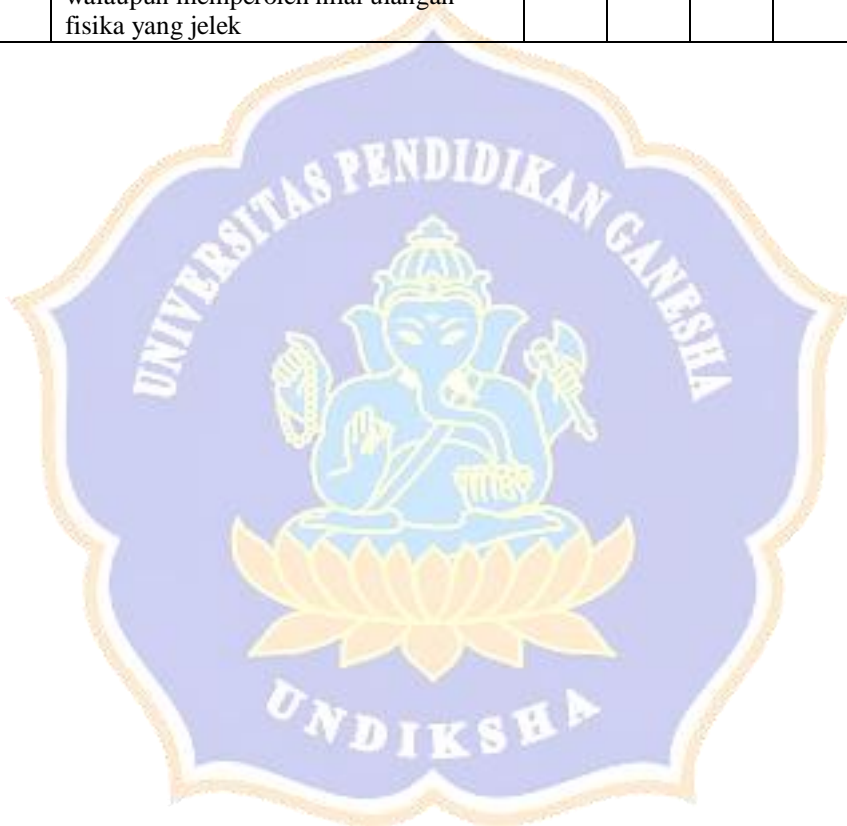 walaupun memperoleh nilai ulangan
fisika yang jelek
UNIVERSITAS PENDIDIKAN GANESHA
UNDIKSHA